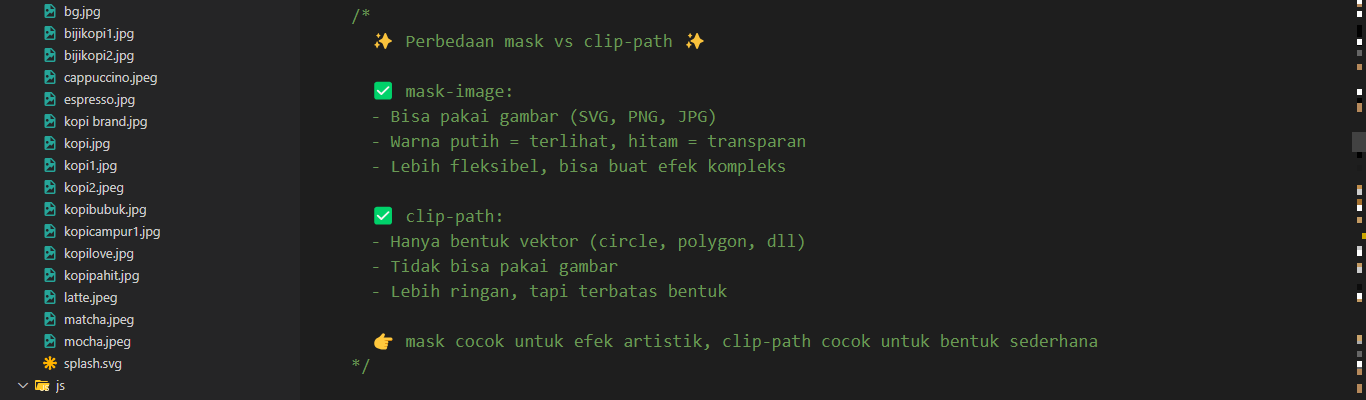 bg.jpg
bijikopi1.jpg
bijikopi2.jpg
cappuccino.jpeg
espresso.jpg
kopi brand.jpg
kopi.jpg
kopi1.jpg
kopi2.jpeg
kopibubuk.jpg
kopicampur1.jpg
kopilove.jpg
kopipahit.jpg
latte.jpeg
matcha.jpeg
mocha.jpeg
splash.svg
js
/*
✨ Perbedaan mask vs clip-path ✨
✅ mask-image:
- Bisa pakai gambar (SVG, PNG, JPG)
- Warna putih = terlihat, hitam = transparan
- Lebih fleksibel, bisa buat efek kompleks
✅ clip-path:
- Hanya bentuk vektor (circle, polygon, dll)
- Tidak bisa pakai gambar
- Lebih ringan, tapi terbatas bentuk
👉 mask cocok untuk efek artistik, clip-path cocok untuk bentuk sederhana
*/